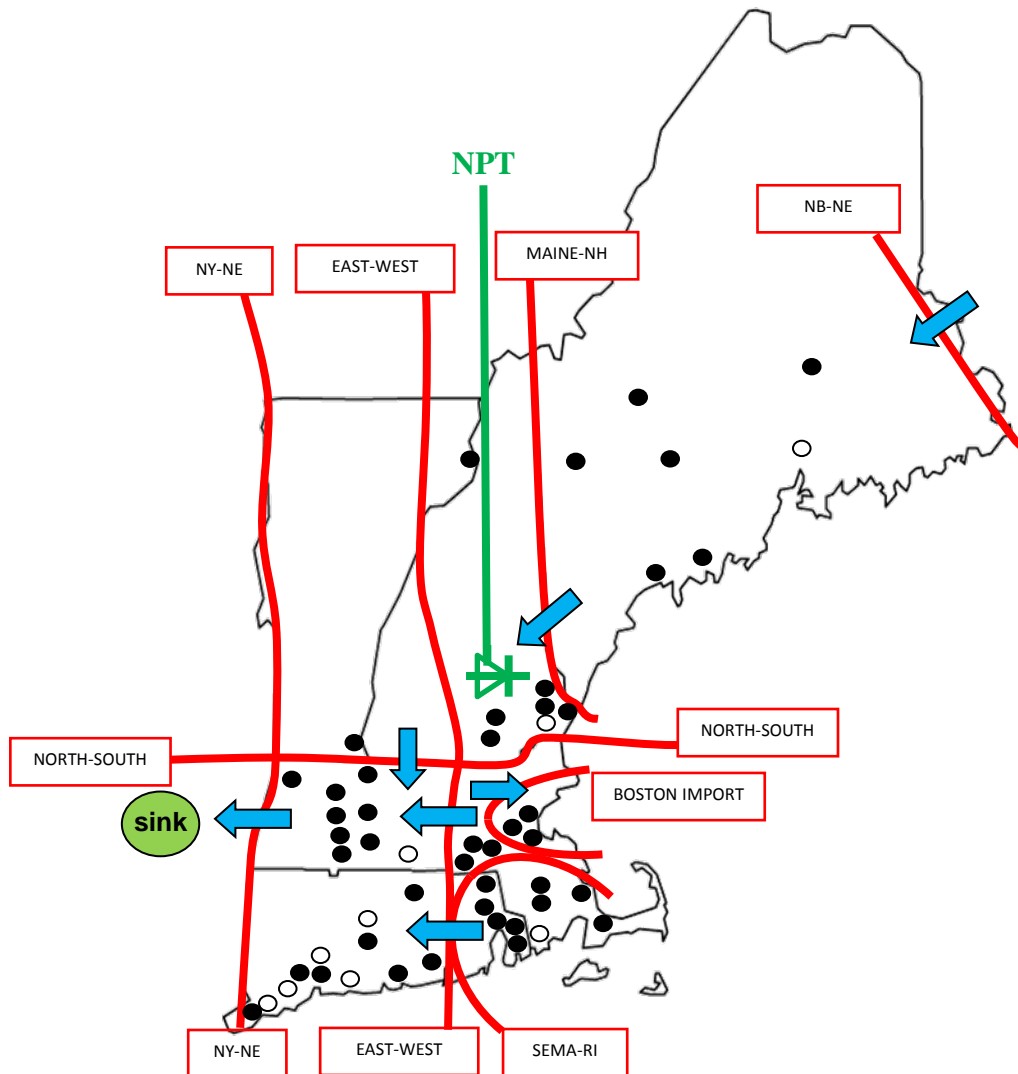 NPT
NB-NE
MAINE-NH
EAST-WEST
NY-NE
NORTH-SOUTH
NORTH-SOUTH
BOSTON IMPORT
sink
NY-NE
EAST-WEST
SEMA-RI